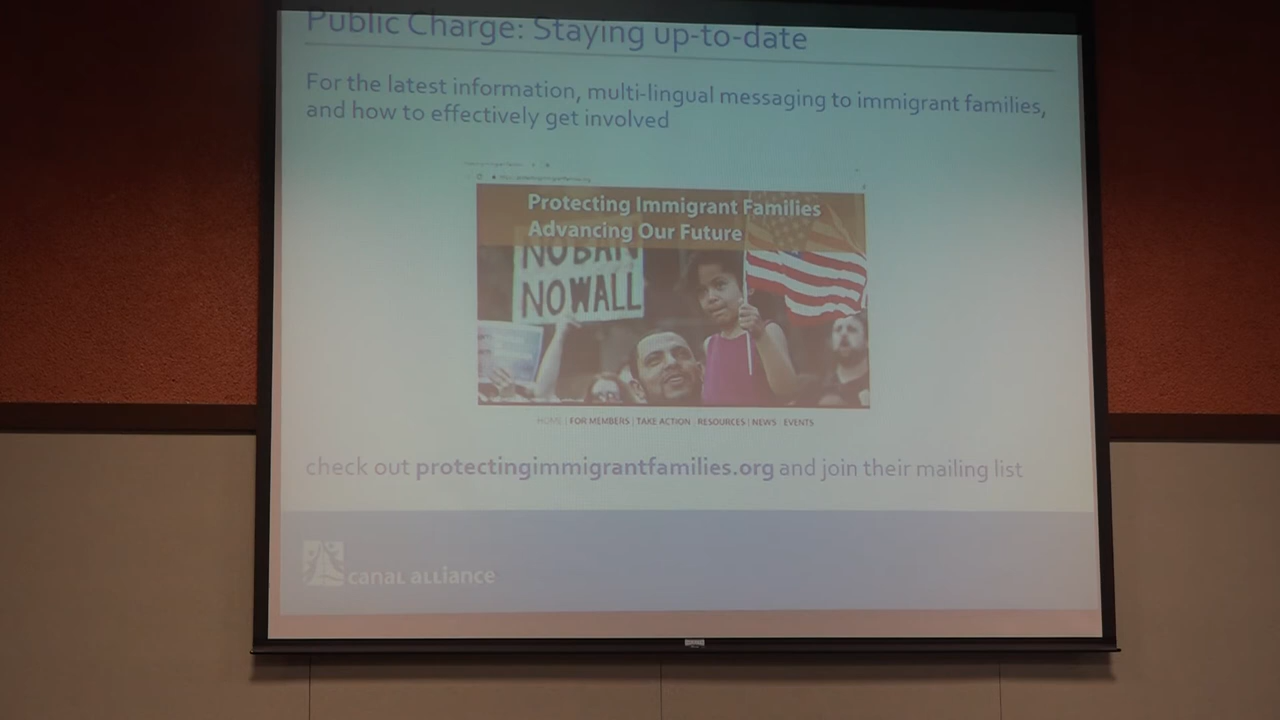 Public Charge: Staying up-to-date
For the latest information, multi-lingual messaging to immigrant families,
and how to effectively get involved
Protecting Immigrant Families
Advancing Our Future
NO BAN
NO WALL
HOME | FOR MEMBERS | TAKE ACTION | RESOURCES | NEWS | EVENTS
check out protectingimmigrantfamilies.org and join their mailing list
canal alliance